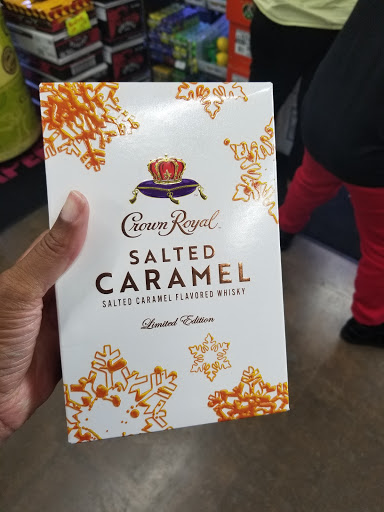 Crown Royal
SALTED
CARAMEL
SALTED CARAMEL FLAVORED WHISKY
Limited Edition